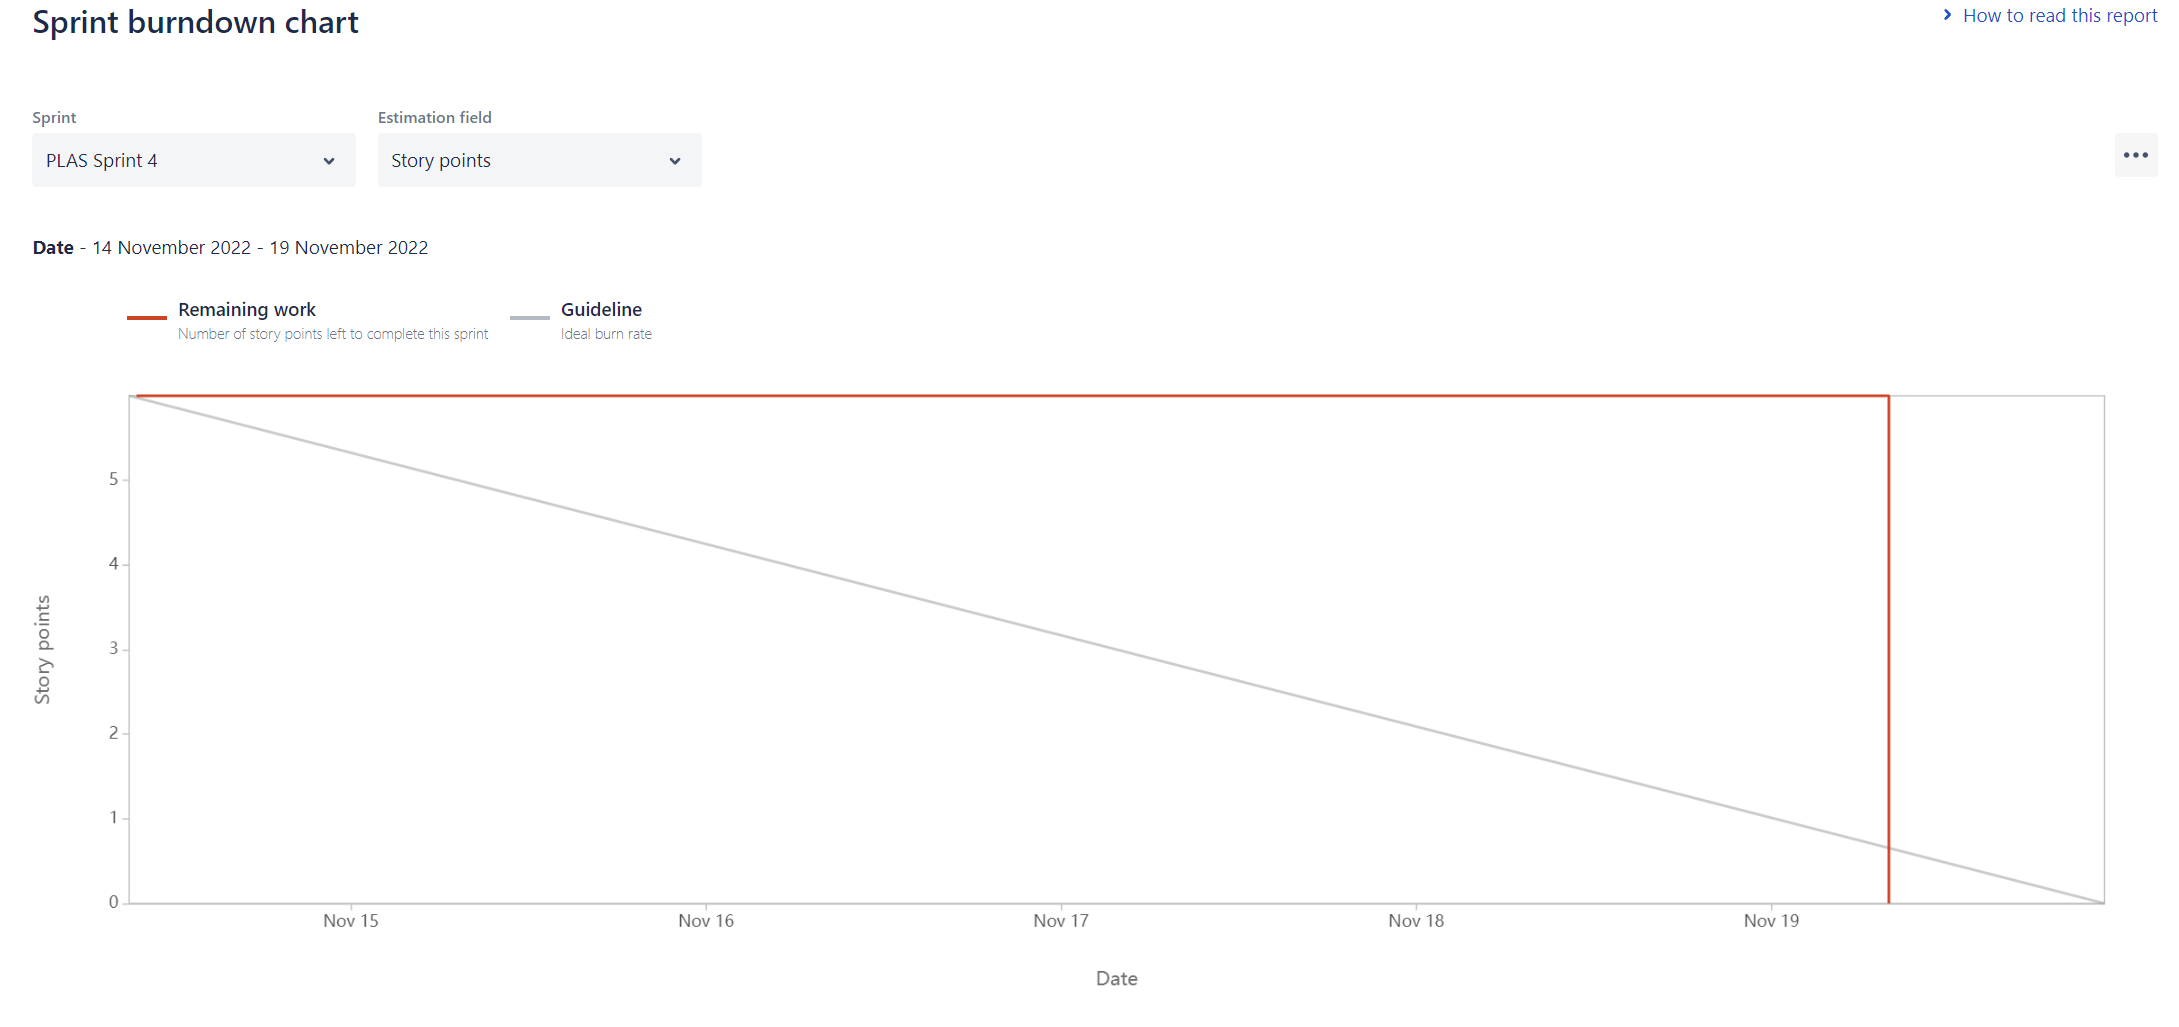 Sprint burndown chart
How to read this report
Sprint
Estimation field
PLAS Sprint 4
Story points
Date - 14 November 2022 - 19 November 2022
Remaining work
Number of story points left to complete this sprint
Guideline
Ideal burn rate
Story points
5
4
3
2
1
0
Nov 15
Nov 16
Nov 17
Nov 18
Nov 19
Date